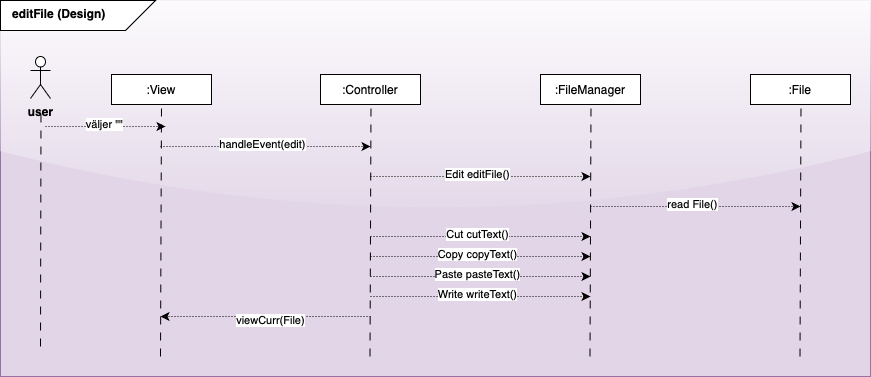 editFile (Design)
:View
:Controller
:FileManager
:File
user
väljer ""
handleEvent(edit)
Edit editFile()
read File()
Cut cutText()
Copy copyText()
Paste pasteText()
Write writeText()
viewCurr(File)